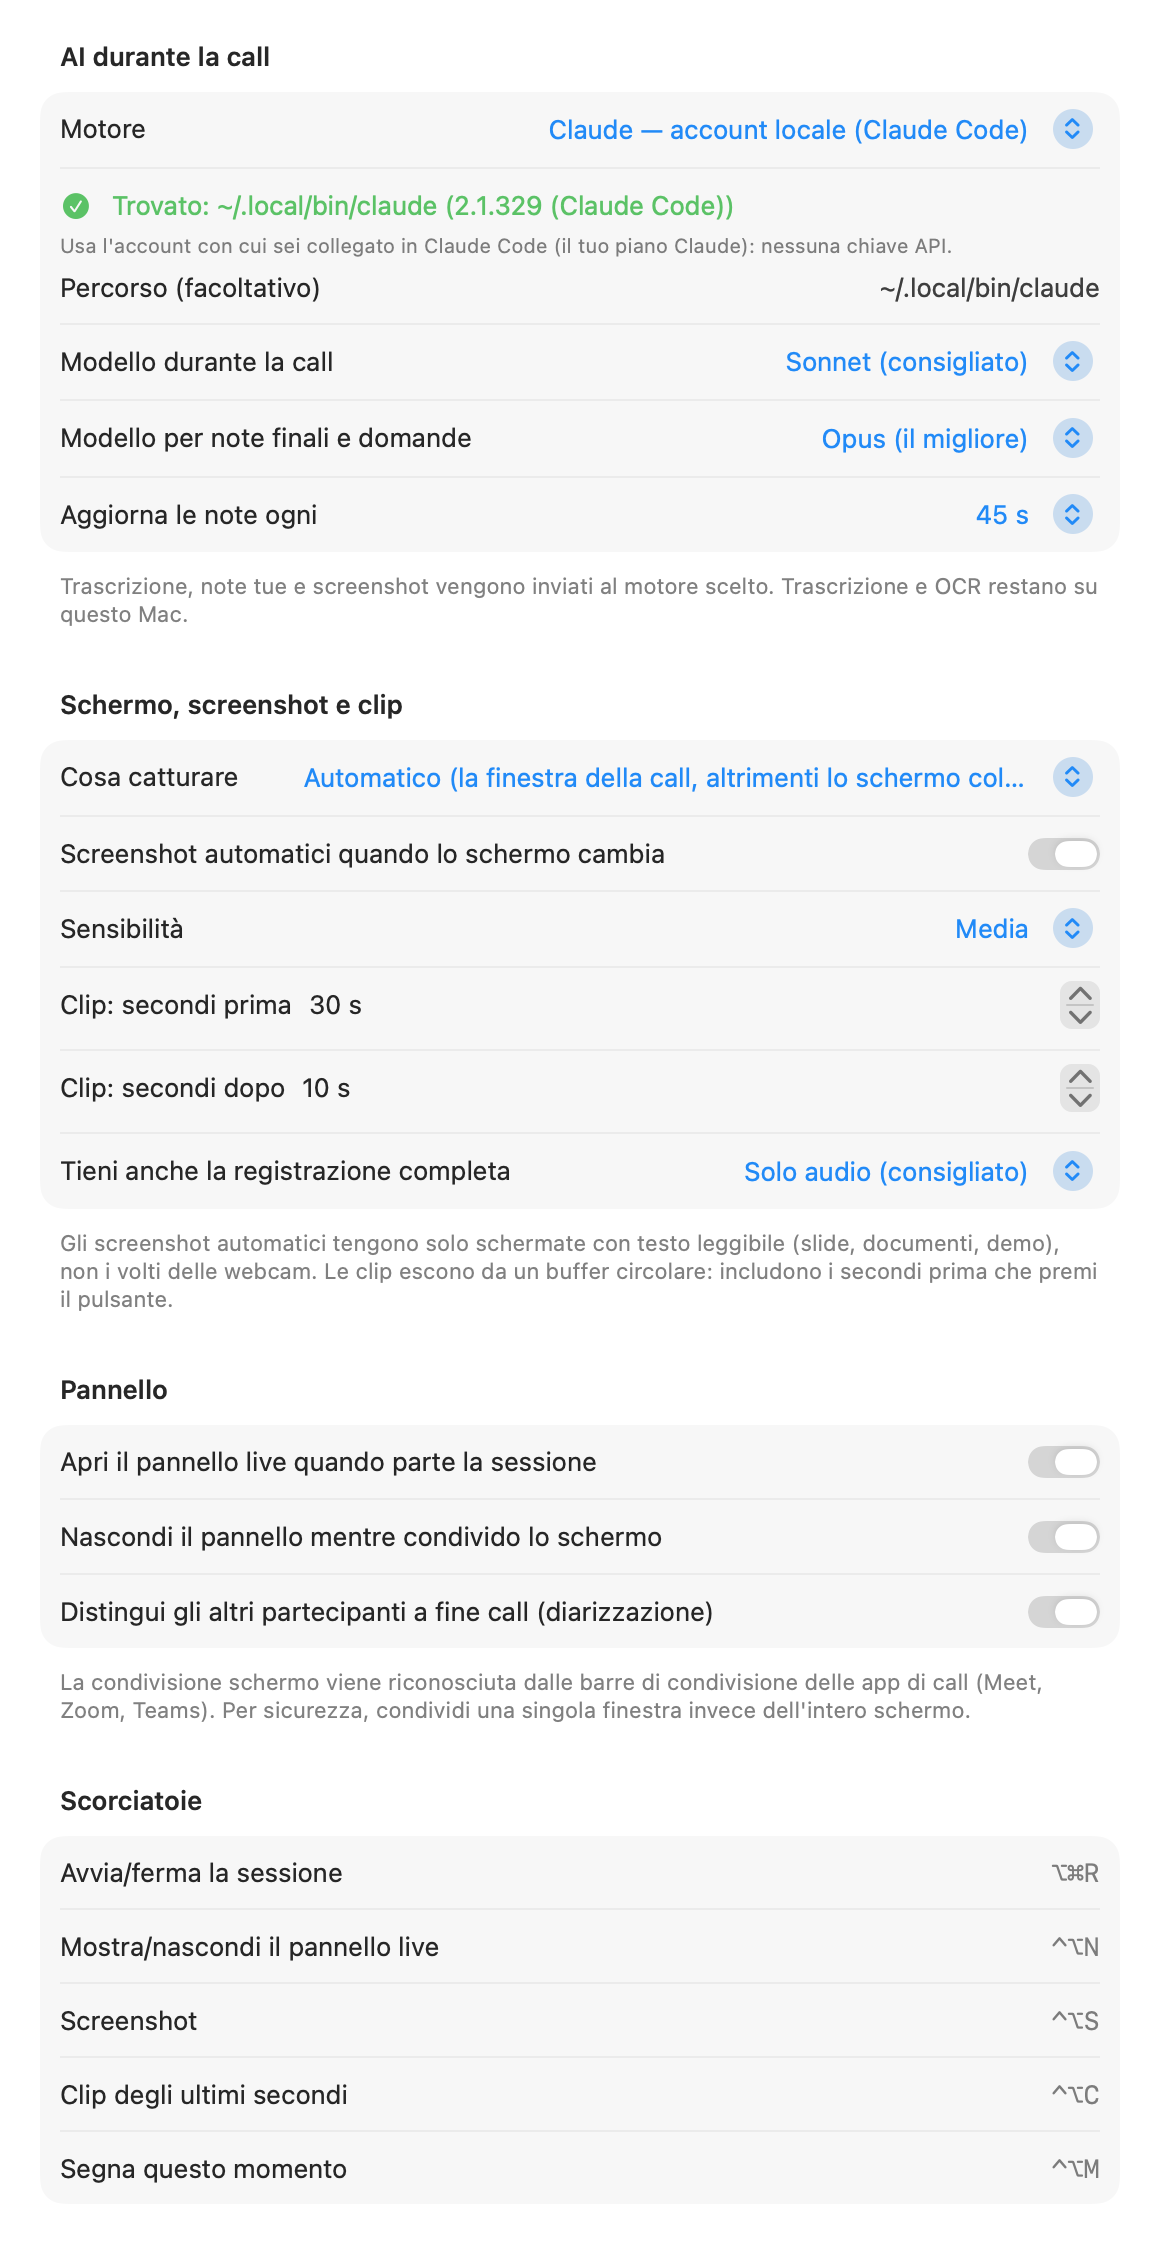 AI durante la call
Motore
Claude — account locale (Claude Code)
Trovato: ~/.local/bin/claude (2.1.329 (Claude Code))
Usa l'account con cui sei collegato in Claude Code (il tuo piano Claude): nessuna chiave API.
Percorso (facoltativo)
~/.local/bin/claude
Modello durante la call
Sonnet (consigliato)
Modello per note finali e domande
Opus (il migliore)
Aggiorna le note ogni
45 s
Trascrizione, note tue e screenshot vengono inviati al motore scelto. Trascrizione e OCR restano su
questo Mac.
Schermo, screenshot e clip
Cosa catturare
Automatico (la finestra della call, altrimenti lo schermo col...
Screenshot automatici quando lo schermo cambia
Sensibilità
Media
Clip: secondi prima 30 s
Clip: secondi dopo 10 s
Tieni anche la registrazione completa
Solo audio (consigliato)
Gli screenshot automatici tengono solo schermate con testo leggibile (slide, documenti, demo),
non i volti delle webcam. Le clip escono da un buffer circolare: includono i secondi prima che premi
il pulsante.
Pannello
Apri il pannello live quando parte la sessione
Nascondi il pannello mentre condivido lo schermo
Distingui gli altri partecipanti a fine call (diarizzazione)
La condivisione schermo viene riconosciuta dalle barre di condivisione delle app di call (Meet,
Zoom, Teams). Per sicurezza, condividi una singola finestra invece dell'intero schermo.
Scorciatoie
Avvia/ferma la sessione
⌥⌘R
Mostra/nascondi il pannello live
^⌥N
Screenshot
^⌥S
Clip degli ultimi secondi
^⌥C
Segna questo momento
^⌥M